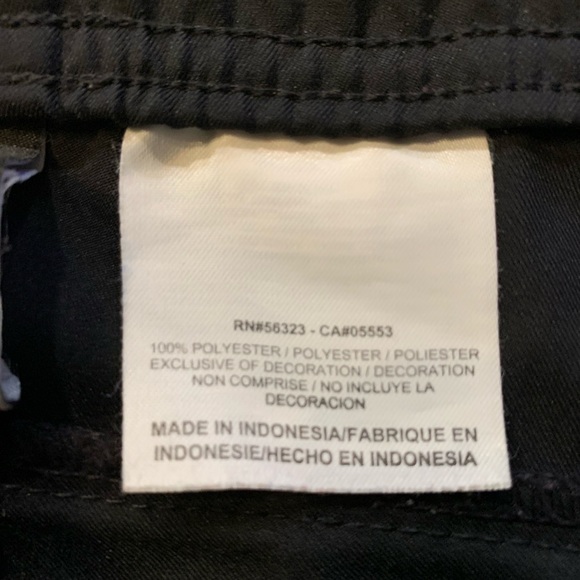 RN#56323 - CA#05553
100% POLYESTER / POLYESTER / POLIESTER
EXCLUSIVE OF DECORATION / DECORATION
NON COMPRISE / NO INCLUYE LA
DECORACION
MADE IN INDONESIA/FABRIQUE EN
INDONESIE/HECHO EN INDONESIA